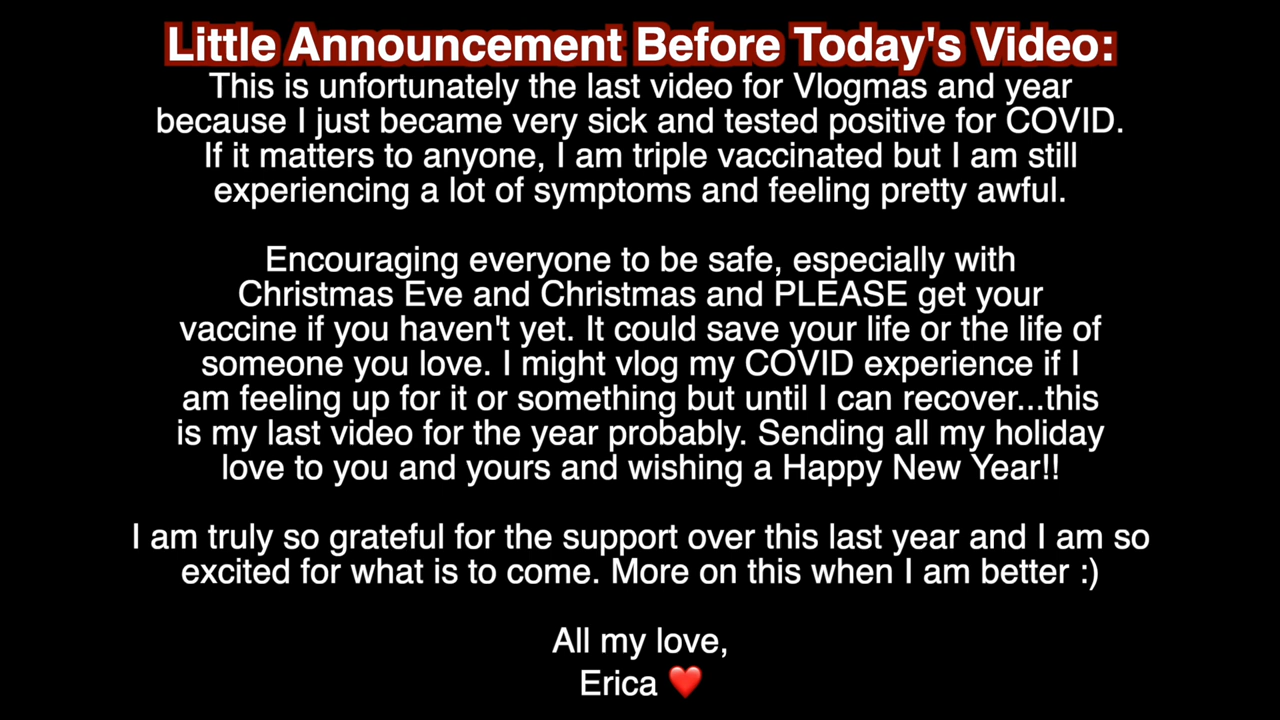 Little Announcement Before Today's Video:
This is unfortunately the last video for Vlogmas and year
because I just became very sick and tested positive for COVID.
If it matters to anyone, I am triple vaccinated but I am still
experiencing a lot of symptoms and feeling pretty awful.
Encouraging everyone to be safe, especially with
Christmas Eve and Christmas and PLEASE get your
vaccine if you haven't yet. It could save your life or the life of
someone you love. I might vlog my COVID experience if I
am feeling up for it or something but until I can recover...this
is my last video for the year probably. Sending all my holiday
love to you and yours and wishing a Happy New Year!!
I am truly so grateful for the support over this last year and I am so
excited for what is to come. More on this when I am better :)
All my love,
Erica ❤️